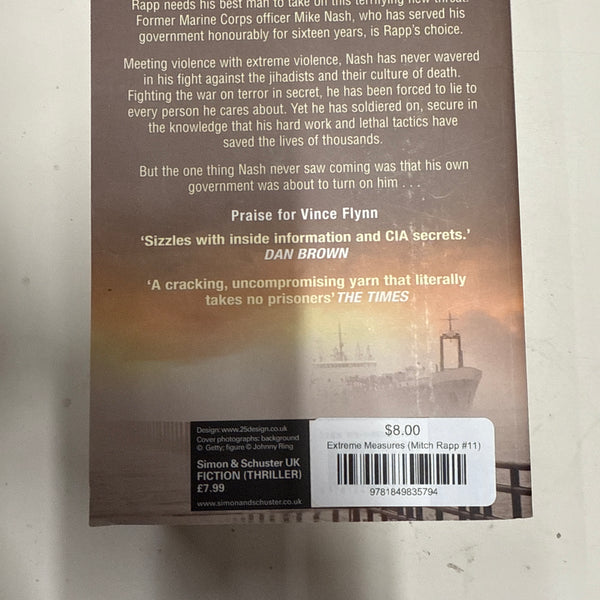 Rapp needs his best man to take on this terrifying new threat.
Former Marine Corps officer Mike Nash, who has served his
government honourably for sixteen years, is Rapp's choice.
Meeting violence with extreme violence, Nash has never wavered
in his fight against the jihadists and their culture of death.
Fighting the war on terror in secret, he has been forced to lie to
every person he cares about. Yet he has soldiered on, secure in
the knowledge that his hard work and lethal tactics have
saved the lives of thousands.
But the one thing Nash never saw coming was that his own
government was about to turn on him . . .
Praise for Vince Flynn
'Sizzles with inside information and CIA secrets.'
DAN BROWN
'A cracking, uncompromising yarn that literally
takes no prisoners' THE TIMES
Design: www.25design.co.uk
Cover photographs: background
© Getty; figure © Johnny Ring
Simon & Schuster UK
FICTION (THRILLER)
£7.99
www.simonandschuster.co.uk
$8.00
Extreme Measures (Mitch Rapp #11)
9781849835794